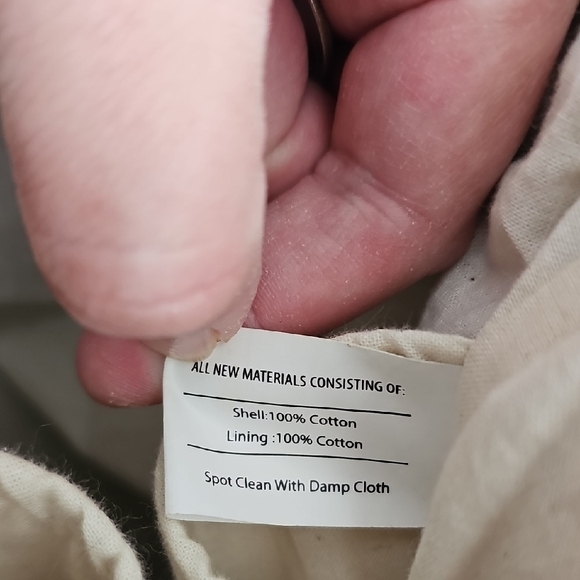 ALL NEW MATERIALS CONSISTING OF:
Shell:100% Cotton
Lining :100% Cotton
Spot Clean With Damp Cloth